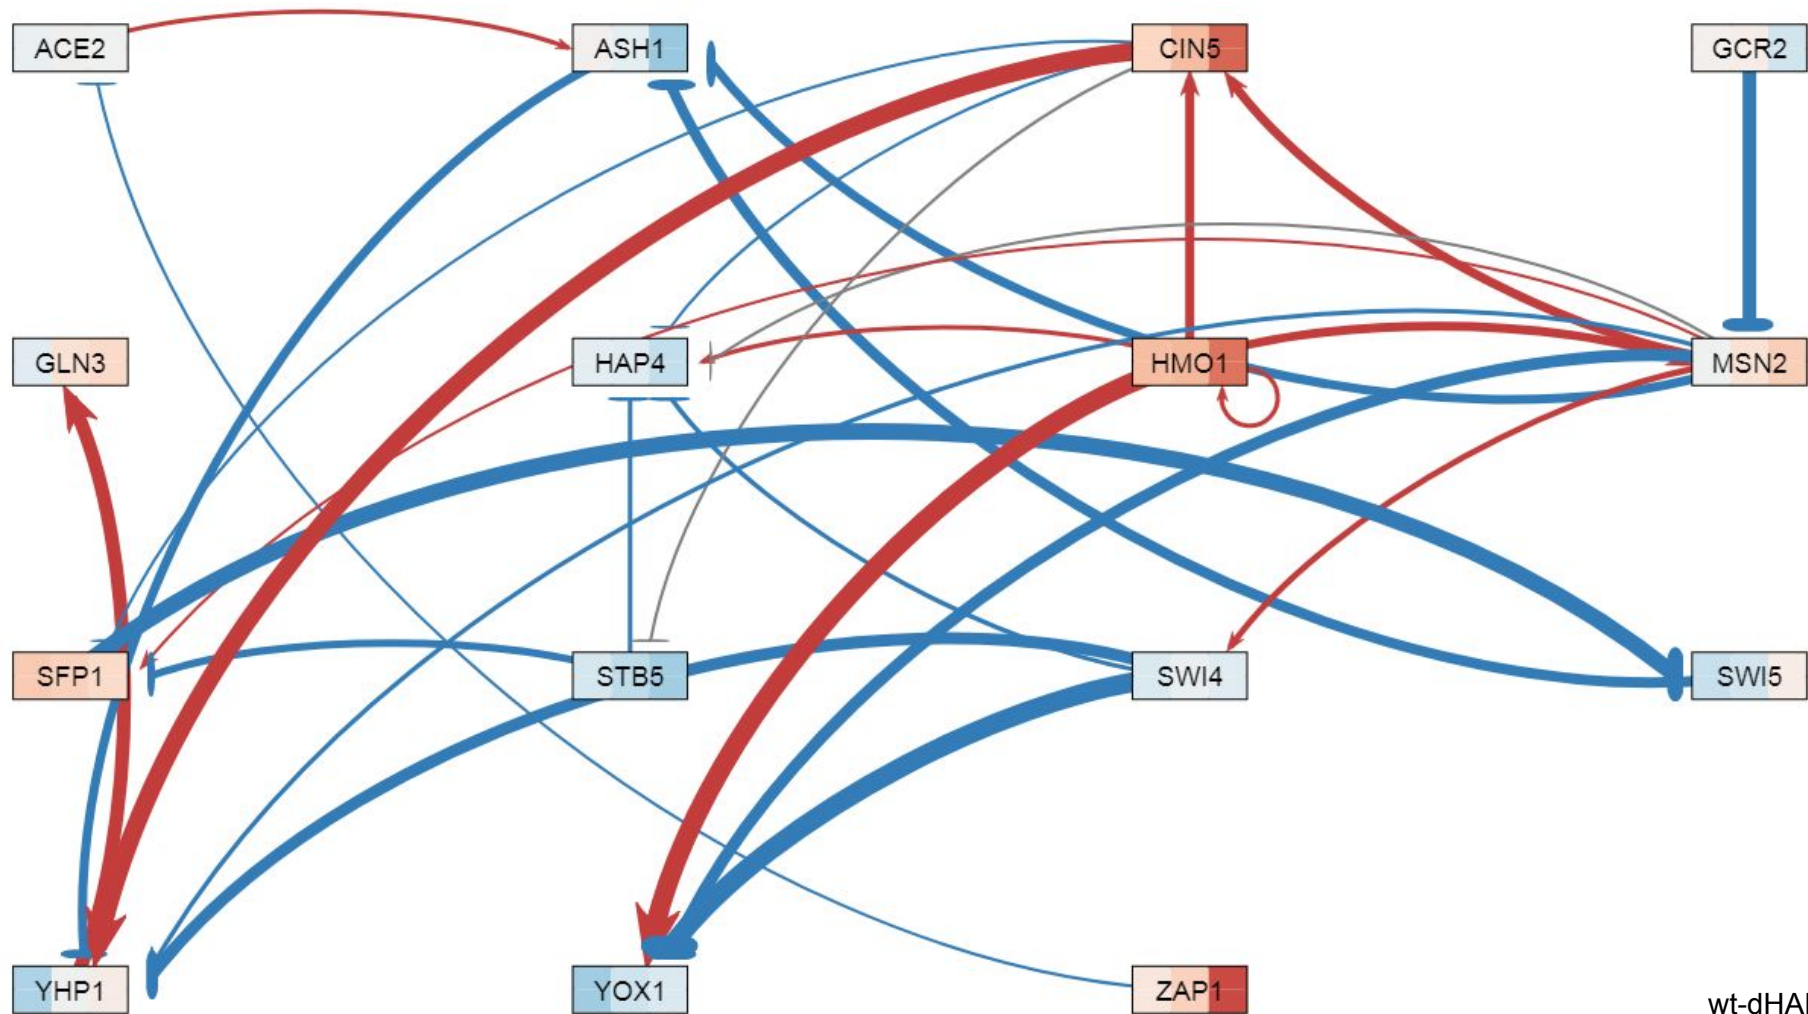 ACE2 ASH1 CIN5 GCR2
GLN3 HAP4 HMO1 MSN2
SFP1 STB5 SWI4 SWI5
YHP1 YOX1 ZAP1